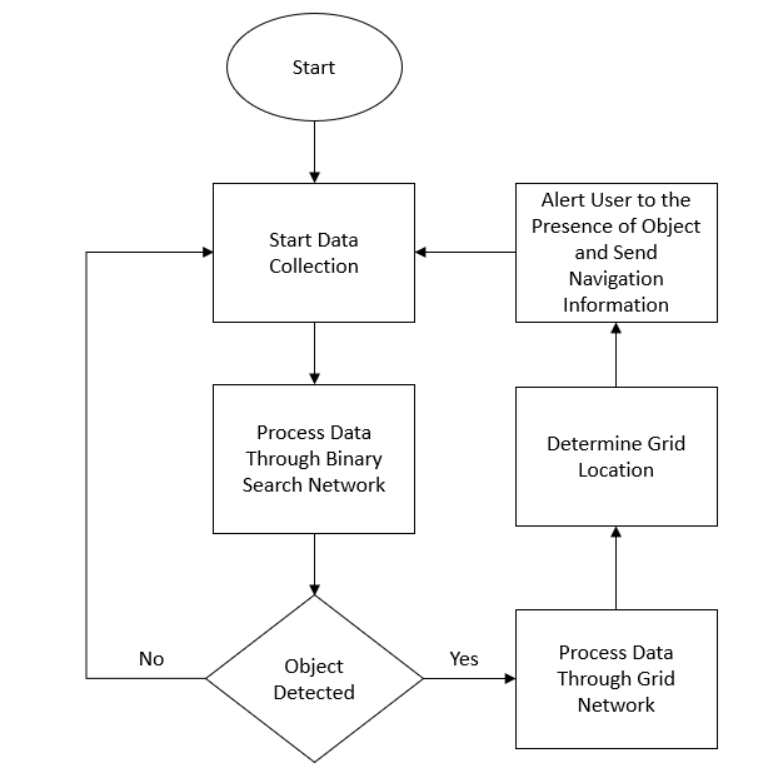 Start
Start Data
Collection
Process Data
Through Binary
Search Network
Object
Detected
No
Yes
Process Data
Through Grid
Network
Determine Grid
Location
Alert User to the
Presence of Object
and Send
Navigation
Information